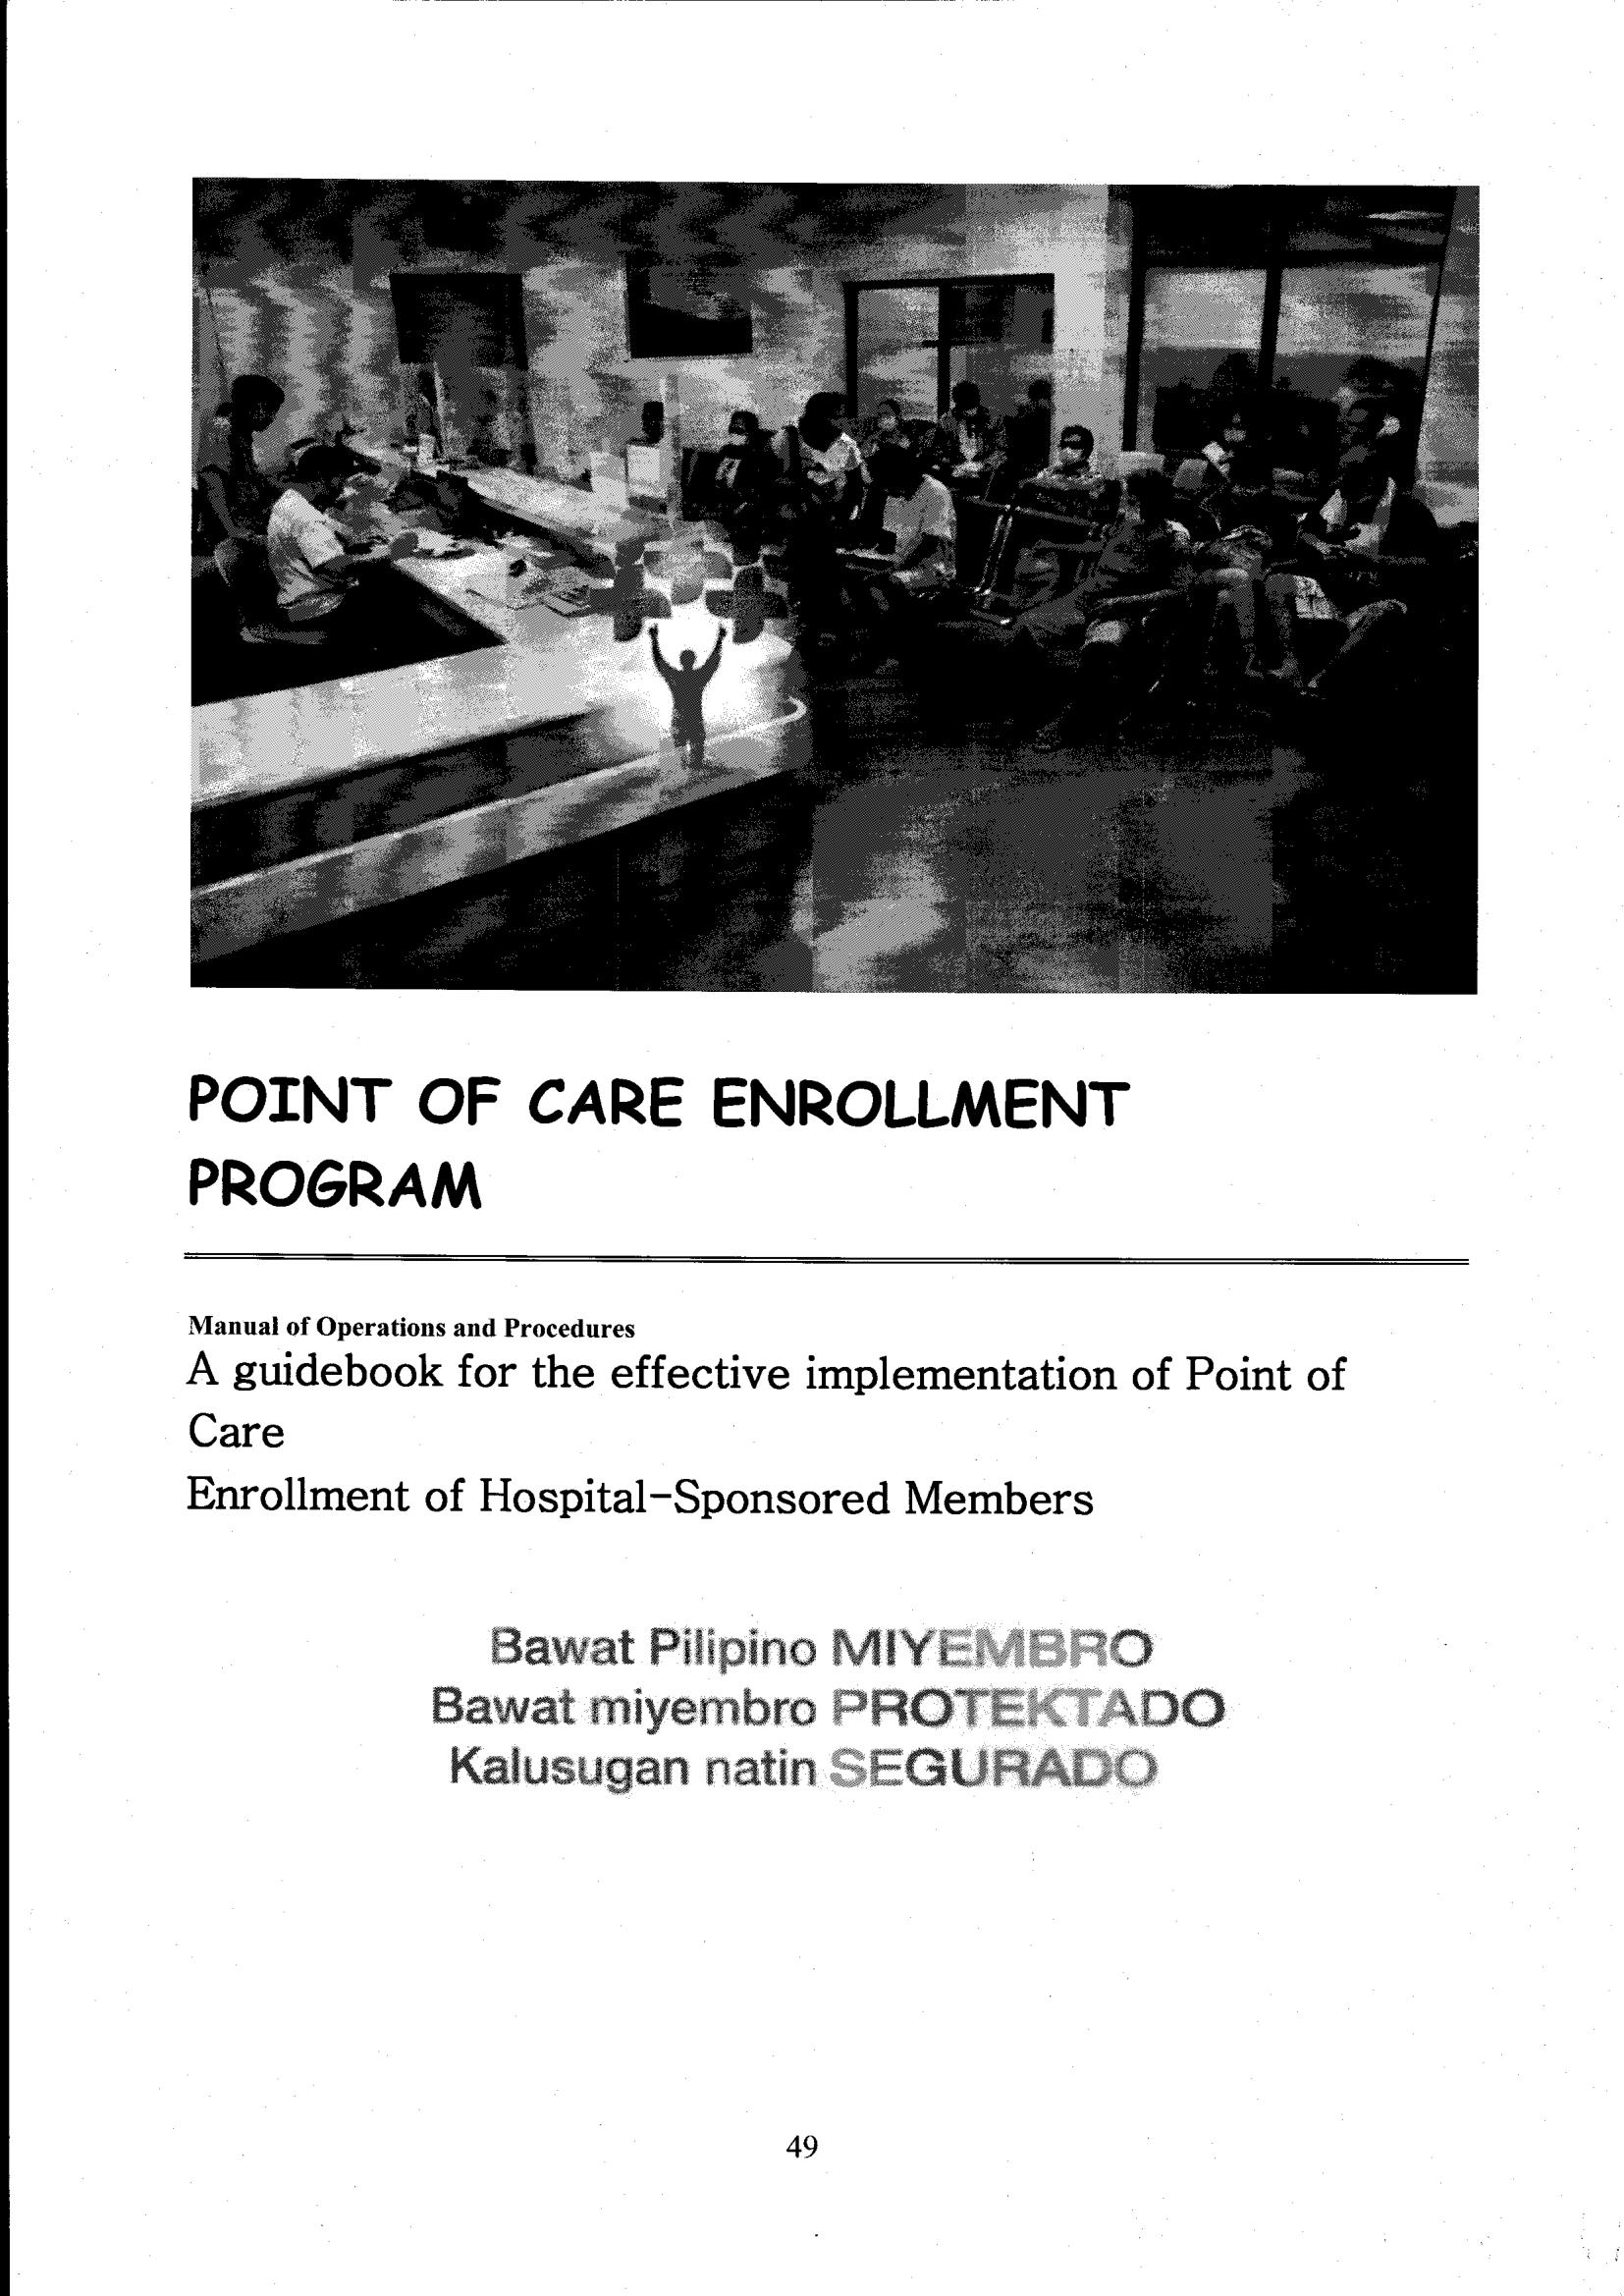 POINT OF CARE ENROLLMENT
PROGRAM
Manual of Operations and Procedures
A guidebook for the effective implementation of Point of
Care
Enrollment of Hospital-Sponsored Members
Bawat Pilipino MIYEMBRO
Bawat miyembro PROTEKTADO
Kalusugan natin SEGURADO
49